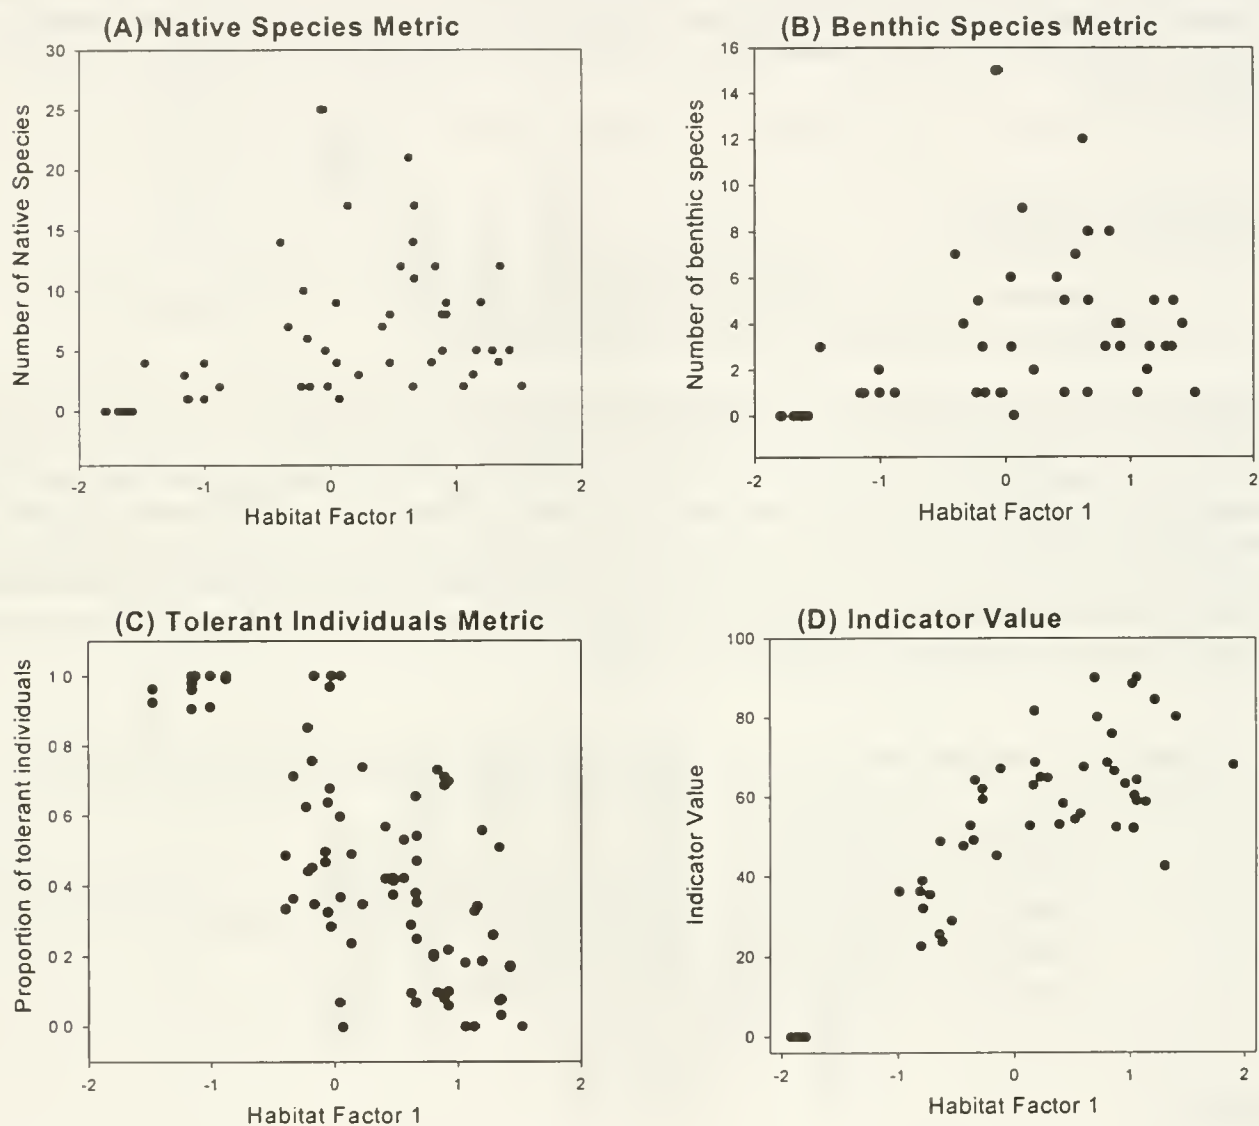 (A) Native Species Metric
Number of Native Species
30
25
20
15
10
5
0
-2 -1 0 1 2
Habitat Factor 1
(B) Benthic Species Metric
Number of benthic species
16
14
12
10
8
6
4
2
0
-2 -1 0 1 2
Habitat Factor 1
(C) Tolerant Individuals Metric
Proportion of tolerant individuals
1 0
0 8
0 6
0 4
0 2
0 0
-2 -1 0 1 2
Habitat Factor 1
(D) Indicator Value
Indicator Value
100
80
60
40
20
0
-2 -1 0 1 2
Habitat Factor 1